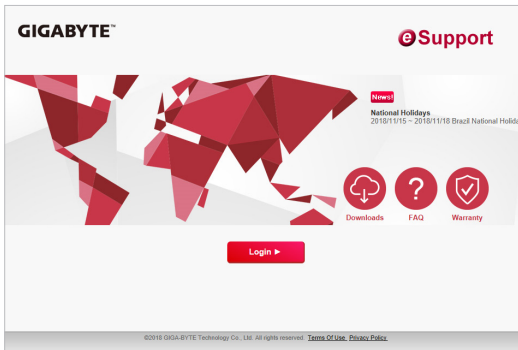 GIGABYTE™
eSupport
News!
National Holidays
2018/11/15 ~ 2018/11/18 Brazil National Holida
?
Downloads FAQ Warranty
Login ►
©2018 GIGA-BYTE Technology Co., Ltd. All rights reserved. Terms Of Use Privacy Policy